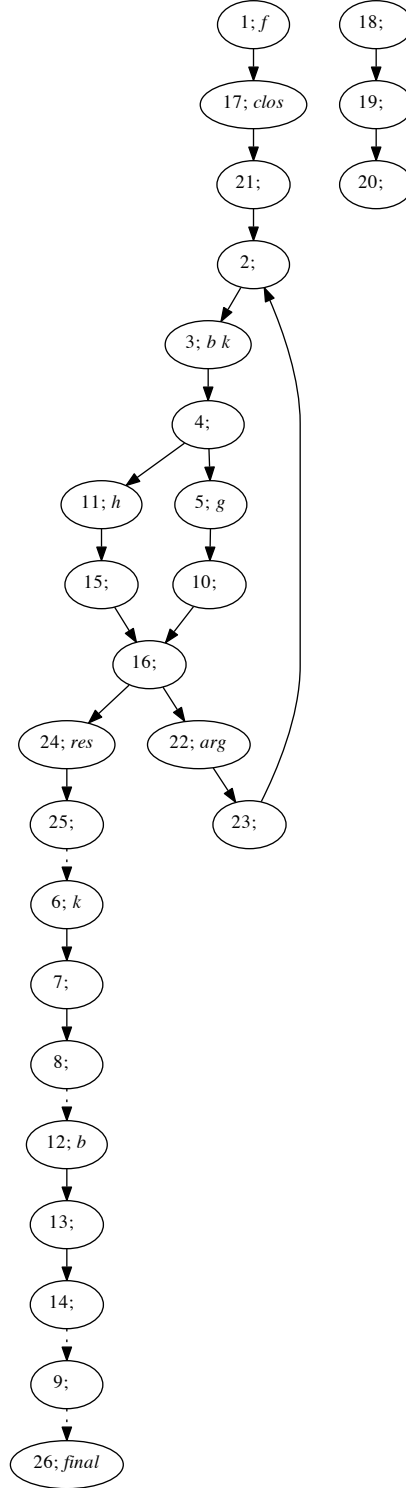 1; f
18;
17; clos
19;
21;
20;
2;
3; b k
4;
11; h
5; g
15;
10;
16;
24; res
22; arg
25;
23;
6; k
7;
8;
12; b
13;
14;
9;
26; final